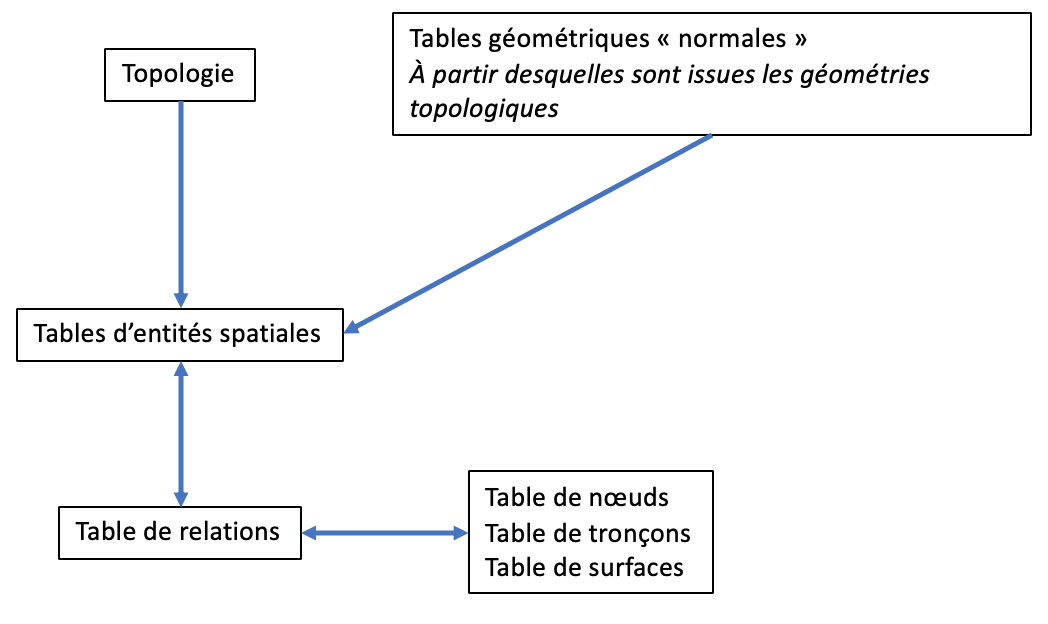 Topologie
Tables géométriques « normales »
À partir desquelles sont issues les géométries
topologiques
Tables d’entités spatiales
Table de relations
Table de nœuds
Table de tronçons
Table de surfaces